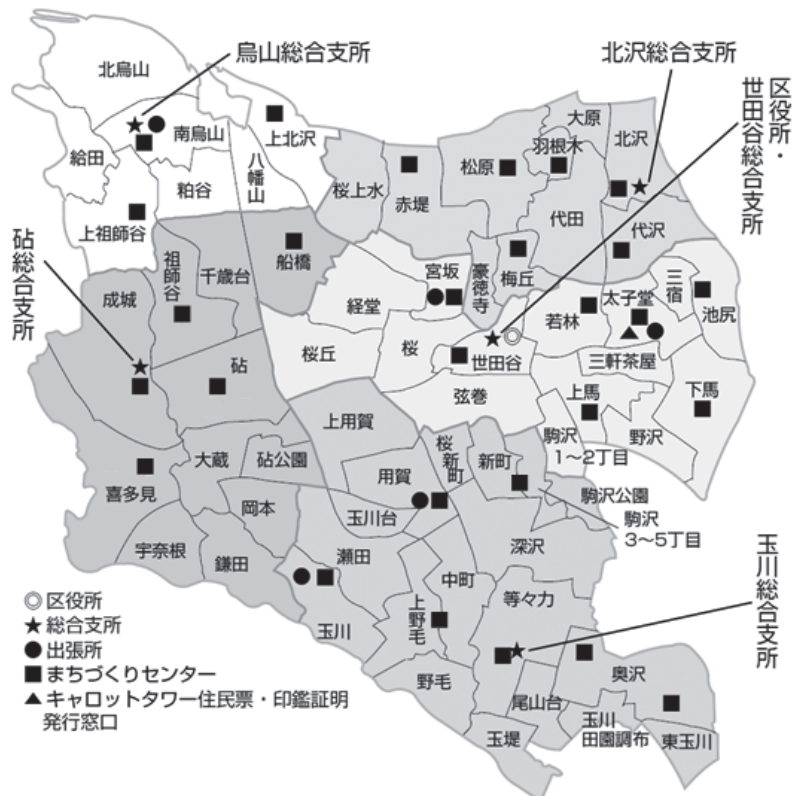 烏山総合支所
北沢総合支所
区役所・
世田谷総合支所
砧総合支所
玉川総合支所
北烏山
南烏山
給田
粕谷
八幡山
上北沢
上祖師谷
桜上水
赤堤
松原
羽根木
大原
北沢
代田
代沢
梅丘
豪徳寺
宮坂
経堂
船橋
千歳台
祖師谷
成城
砧
桜丘
桜
世田谷
弦巻
若林
太子堂
三宿
池尻
三軒茶屋
上馬
下馬
野沢
駒沢
1〜2丁目
駒沢公園
駒沢
3〜5丁目
上用賀
用賀
桜新町
新町
玉川台
大蔵
砧公園
岡本
喜多見
宇奈根
鎌田
瀬田
玉川
中町
上野毛
野毛
深沢
等々力
尾山台
玉堤
奥沢
玉川
田園調布
東玉川
◎区役所
★総合支所
●出張所
■まちづくりセンター
▲キャロットタワー住民票・印鑑証明
発行窓口